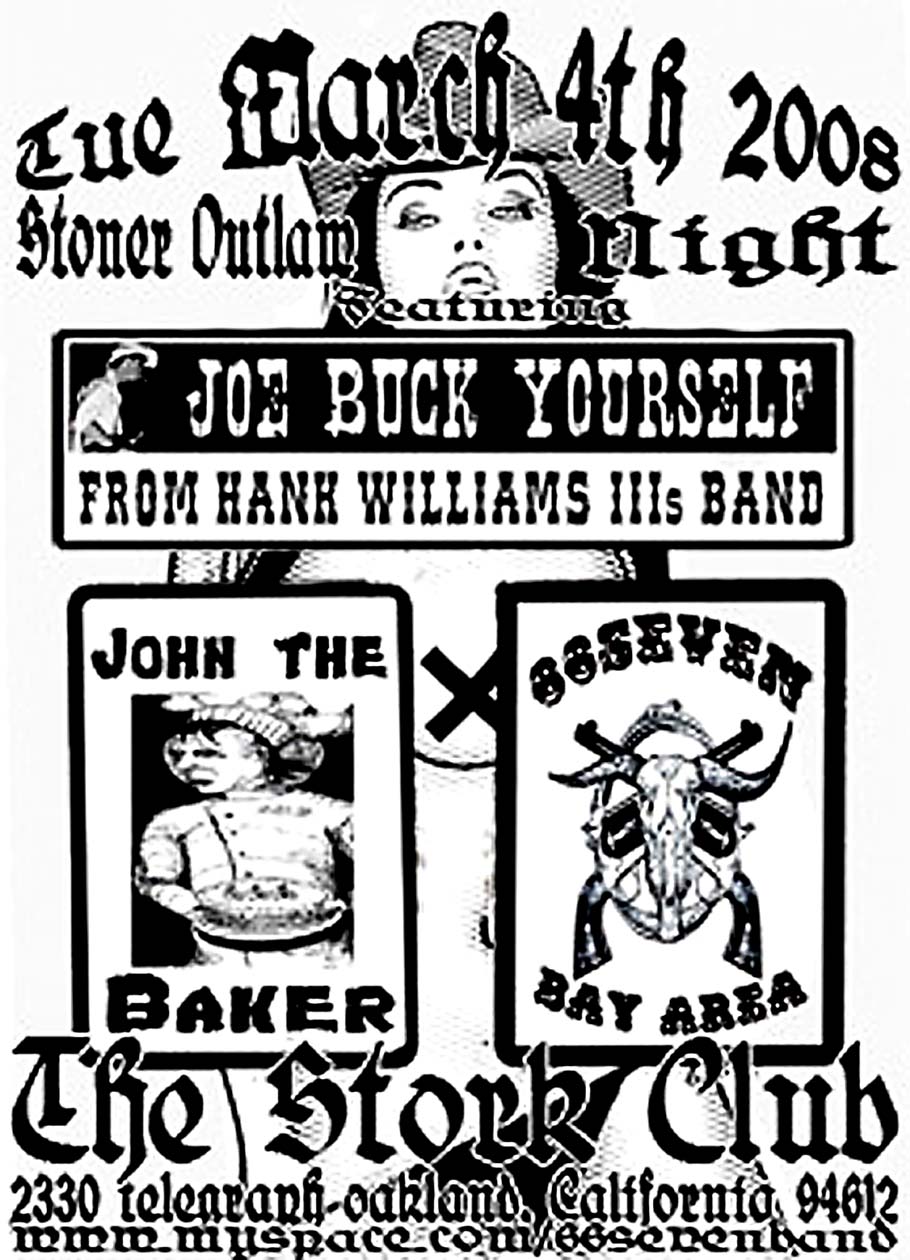 Tue March 4th 2008
Stoner Outlaw Night
Featuring
JOE BUCK YOURSELF
FROM HANK WILLIAMS IIIs BAND
JOHN THE
BAKER
66SEVEN
BAY AREA
The Stork Club
2330 telegraph oakland, California, 94612
www.myspace.com/66sevenband